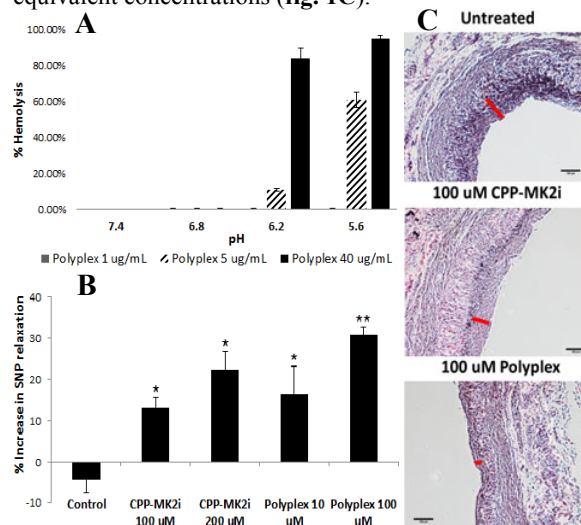 equivalent concentrations (fig. 1C).
A
100.00%
80.00%
60.00%
40.00%
20.00%
0.00%
% Hemolysis
7.4 6.8 6.2 5.6
pH
Polyplex 1 ug/mL Polyplex 5 ug/mL Polyplex 40 ug/mL
B
40
30
20
10
0
-10
% Increase in SNP relaxation
* * * **
Control CPP-MK2i 100 uM CPP-MK2i 200 uM Polyplex 10 uM Polyplex 100 uM
C
Untreated
100 uM CPP-MK2i
100 uM Polyplex